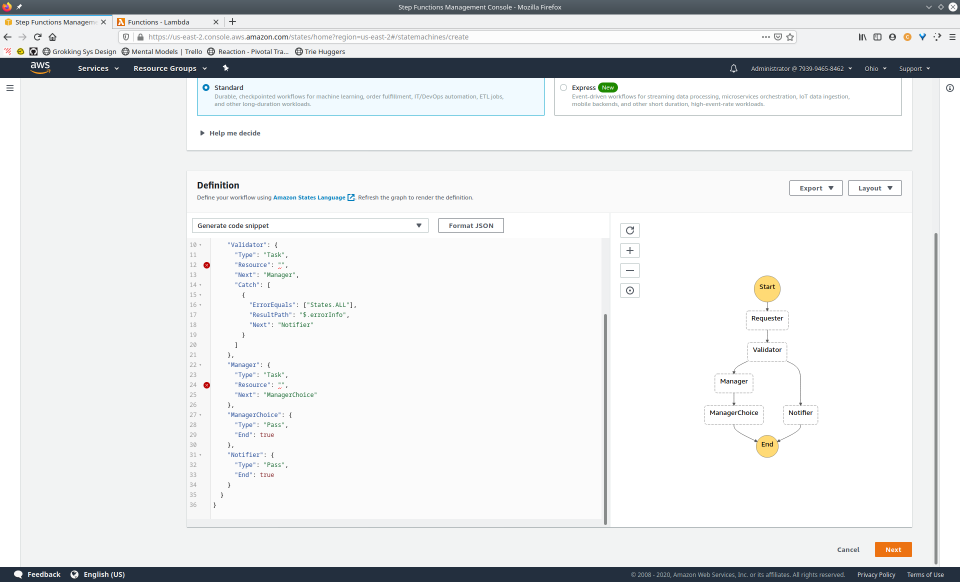 Step Functions Management Console - Mozilla Firefox
Step Functions Managem
Functions - Lambda
https://us-east-2.console.aws.amazon.com/states/home?region=us-east-2#/statemachines/create
Grokking Sys Design
Mental Models | Trello
Reaction - Pivotal Tra...
Trie Huggers
aws
Services
Resource Groups
Administrator @ 7939-9465-8462
Ohio
Support
Standard
Durable, checkpointed workflows for machine learning, order fulfillment, IT/DevOps automation, ETL jobs,
and other long-duration workloads.
Express New
Event-driven workflows for streaming data processing, microservices orchestration, IoT data ingestion,
mobile backends, and other short duration, high-event-rate workloads.
Help me decide
Definition
Define your workflow using Amazon States Language. Refresh the graph to render the definition.
Export
Layout
Generate code snippet
Format JSON
10 "Validator": {
11 "Type": "Task",
12 "Resource": "",
13 "Next": "Manager",
14 "Catch": [
15 {
16 "ErrorEquals": ["States.ALL"],
17 "ResultPath": "$.errorInfo",
18 "Next": "Notifier"
19 }
20 ]
21 },
22 "Manager": {
23 "Type": "Task",
24 "Resource": "",
25 "Next": "ManagerChoice"
26 },
27 "ManagerChoice": {
28 "Type": "Pass",
29 "End": true
30 },
31 "Notifier": {
32 "Type": "Pass",
33 "End": true
34 }
35 }
36 }
Start
Requester
Validator
Manager
ManagerChoice
Notifier
End
Cancel
Next
Feedback
English (US)
© 2008 - 2020, Amazon Web Services, Inc. or its affiliates. All rights reserved.
Privacy Policy
Terms of Use